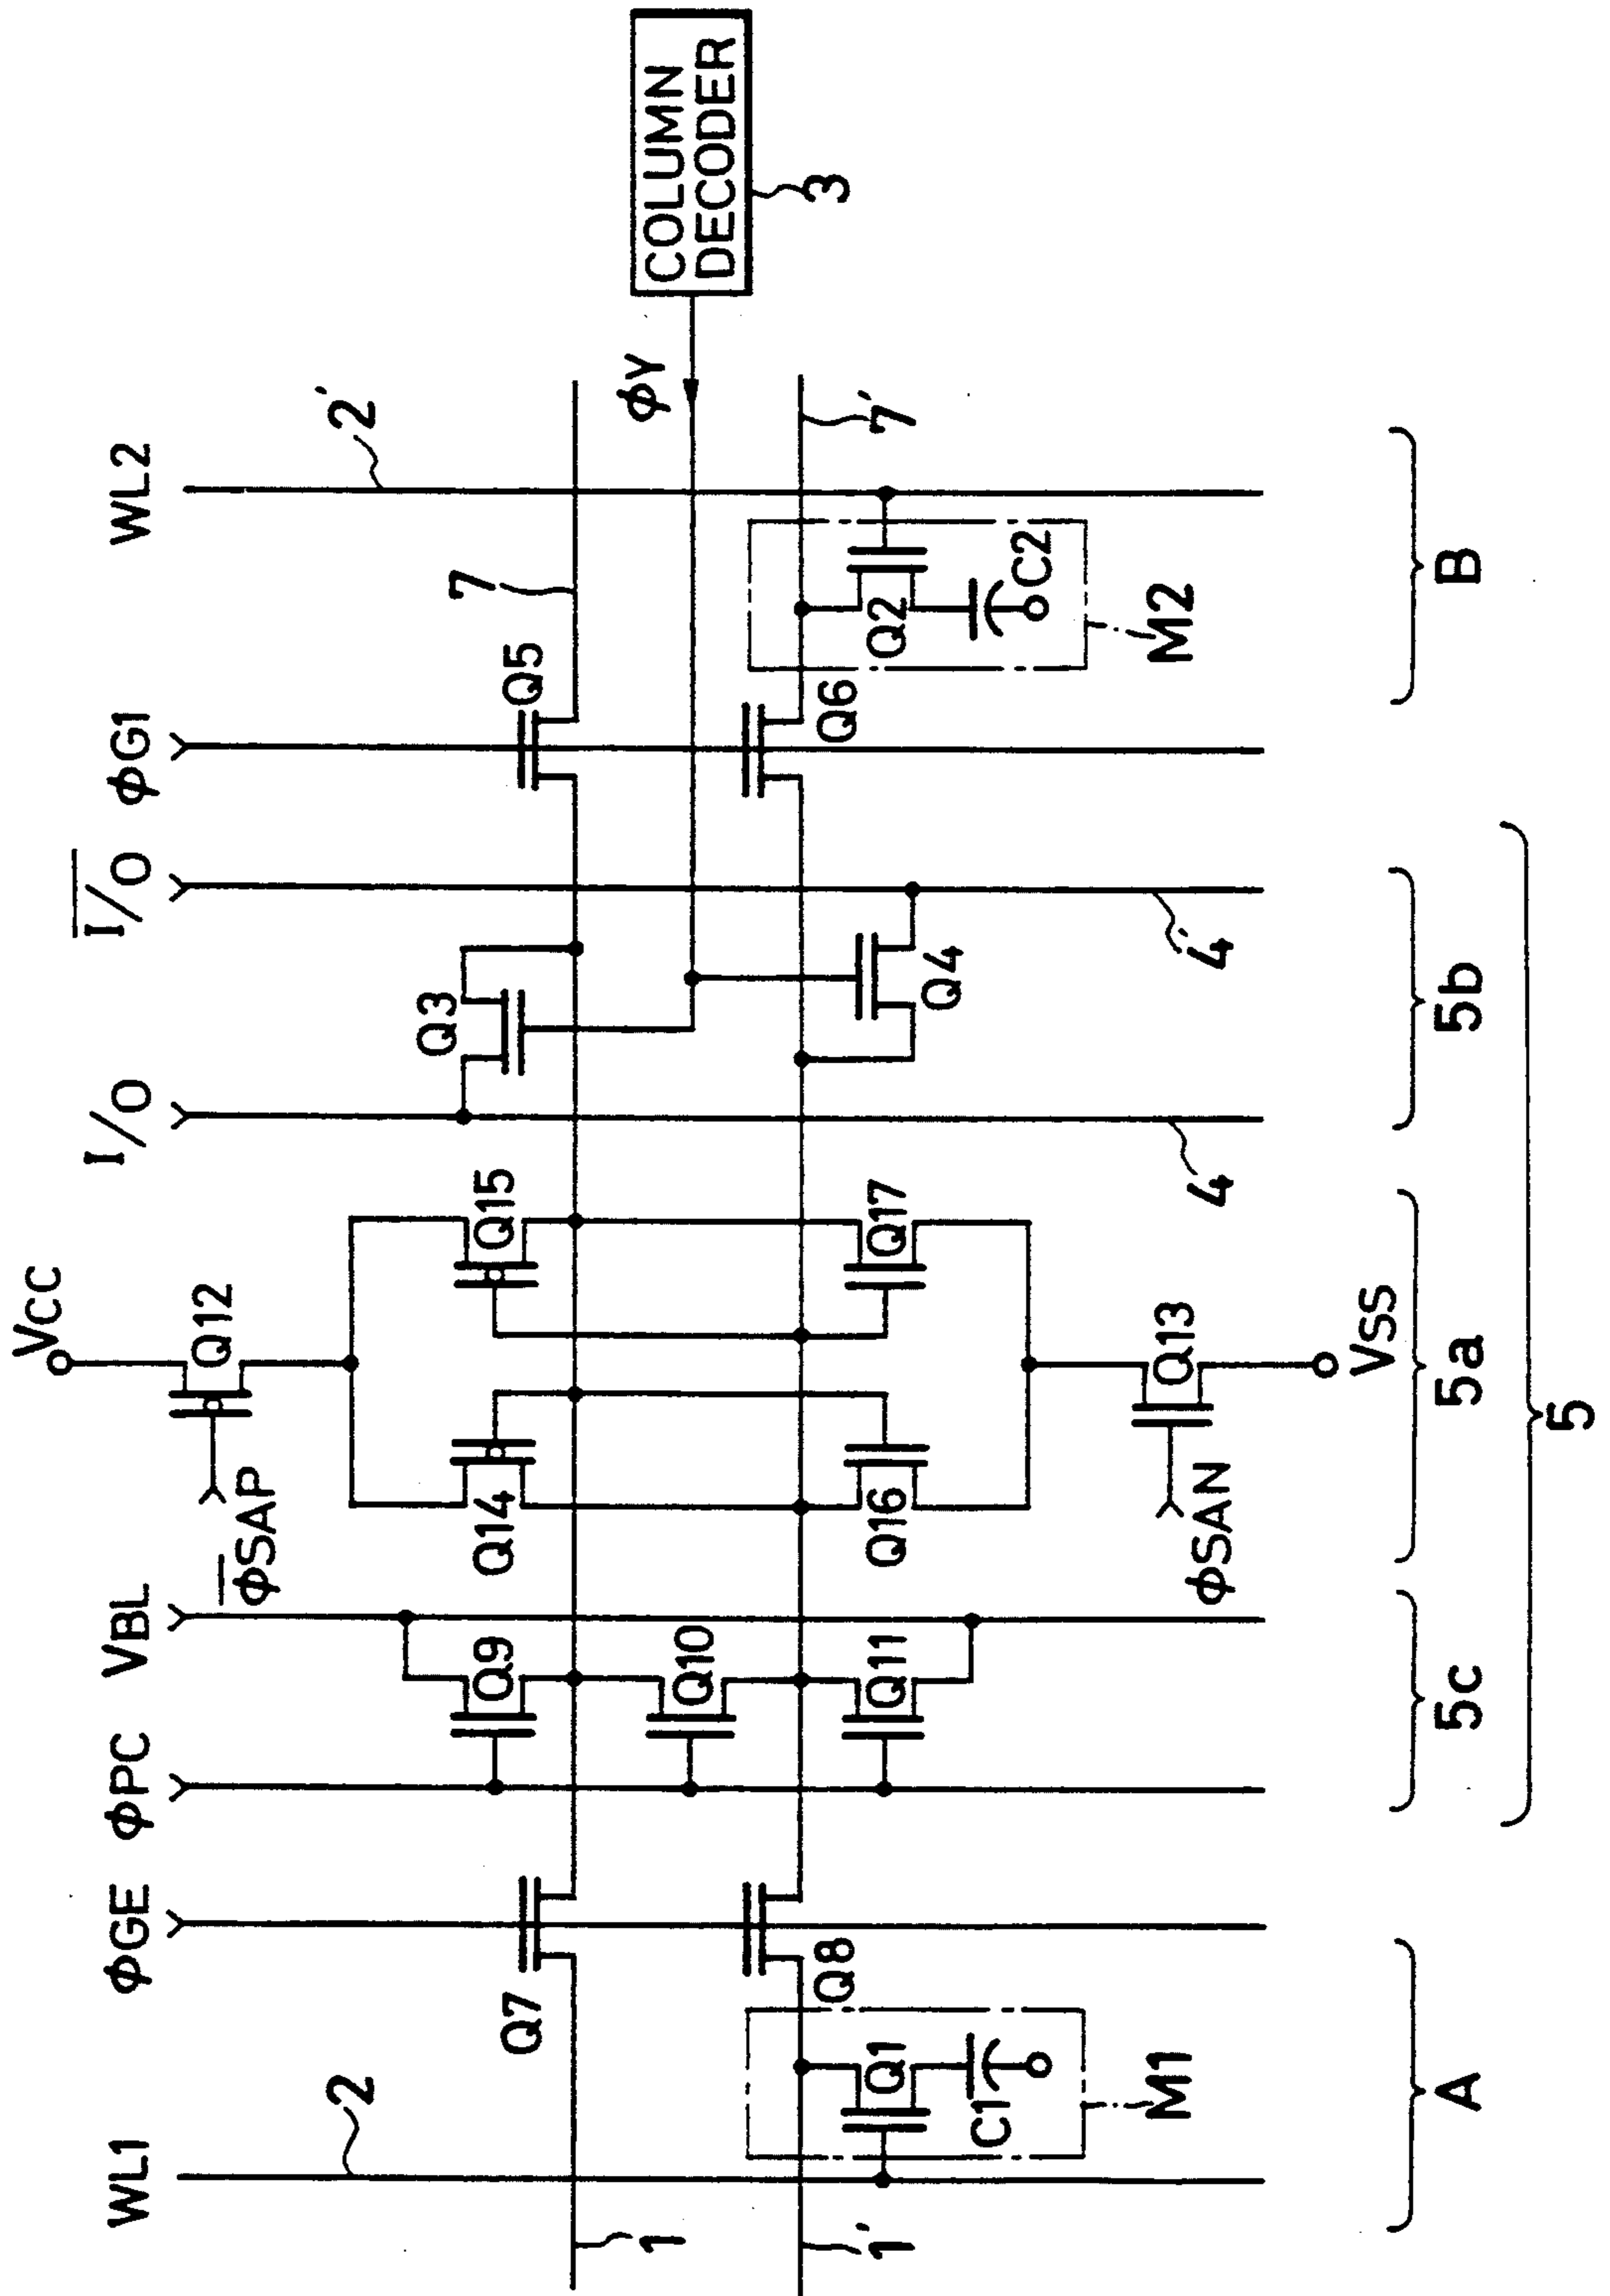 WL1
φGE
φPC
VBL
I/O
I/O
φG1
WL2
VCC
φSAP
Q12
2
2'
Q9
Q14
Q15
Q3
Q7
Q5
7
φY
COLUMN
DECODER
3
1
Q10
1'
Q8
Q6
7'
Q1
C1
Q11
Q16
Q17
Q4
Q2
C2
M1
φSAN
Q13
VSS
4
4'
M2
A
5c
5a
5b
B
5